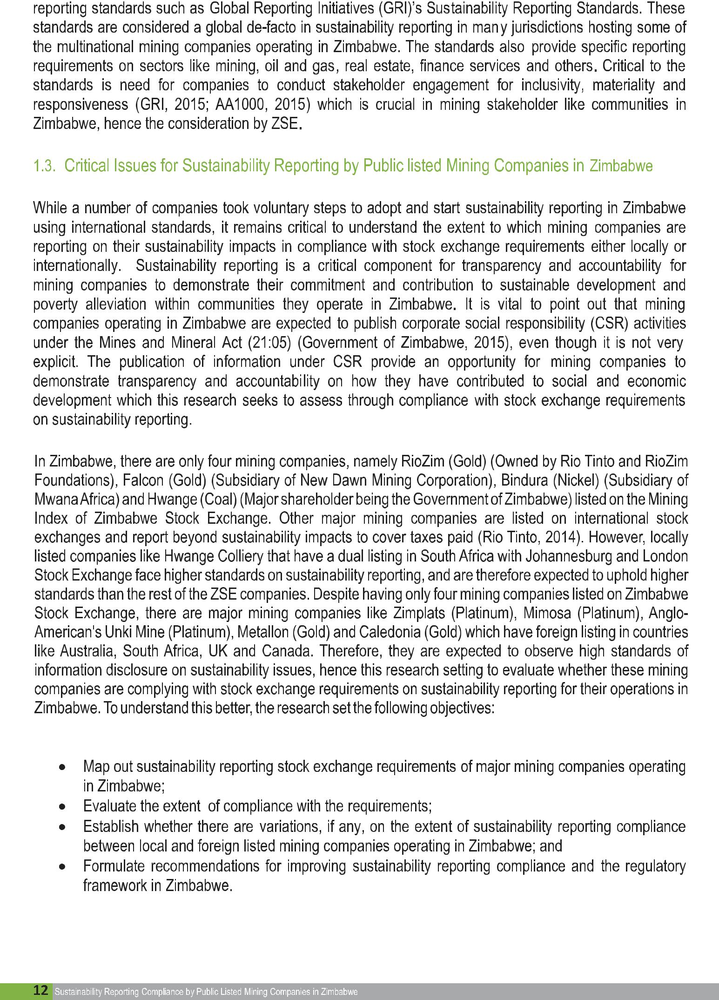 reporting standards such as Global Reporting Initiatives (GRI)’s Sustainability Reporting Standards. These
standards are considered a global de-facto in sustainability reporting in many jurisdictions hosting some of
the multinational mining companies operating in Zimbabwe. The standards also provide specific reporting
requirements on sectors like mining, oil and gas, real estate, finance services and others. Critical to the
standards is need for companies to conduct stakeholder engagement for inclusivity, materiality and
responsiveness (GRI, 2015; AA1000, 2015) which is crucial in mining stakeholder like communities in
Zimbabwe, hence the consideration by ZSE.
1.3. Critical Issues for Sustainability Reporting by Public listed Mining Companies in Zimbabwe
While a number of companies took voluntary steps to adopt and start sustainability reporting in Zimbabwe
using international standards, it remains critical to understand the extent to which mining companies are
reporting on their sustainability impacts in compliance with stock exchange requirements either locally or
internationally. Sustainability reporting is a critical component for transparency and accountability for
mining companies to demonstrate their commitment and contribution to sustainable development and
poverty alleviation within communities they operate in Zimbabwe. It is vital to point out that mining
companies operating in Zimbabwe are expected to publish corporate social responsibility (CSR) activities
under the Mines and Mineral Act (21:05) (Government of Zimbabwe, 2015), even though it is not very
explicit. The publication of information under CSR provide an opportunity for mining companies to
demonstrate transparency and accountability on how they have contributed to social and economic
development which this research seeks to assess through compliance with stock exchange requirements
on sustainability reporting.
In Zimbabwe, there are only four mining companies, namely RioZim (Gold) (Owned by Rio Tinto and RioZim
Foundations), Falcon (Gold) (Subsidiary of New Dawn Mining Corporation), Bindura (Nickel) (Subsidiary of
Mwana Africa) and Hwange (Coal) (Major shareholder being the Government of Zimbabwe) listed on the Mining
Index of Zimbabwe Stock Exchange. Other major mining companies are listed on international stock
exchanges and report beyond sustainability impacts to cover taxes paid (Rio Tinto, 2014). However, locally
listed companies like Hwange Colliery that have a dual listing in South Africa with Johannesburg and London
Stock Exchange face higher standards on sustainability reporting, and are therefore expected to uphold higher
standards than the rest of the ZSE companies. Despite having only four mining companies listed on Zimbabwe
Stock Exchange, there are major mining companies like Zimplats (Platinum), Mimosa (Platinum), Anglo-
American's Unki Mine (Platinum), Metallon (Gold) and Caledonia (Gold) which have foreign listing in countries
like Australia, South Africa, UK and Canada. Therefore, they are expected to observe high standards of
information disclosure on sustainability issues, hence this research setting to evaluate whether these mining
companies are complying with stock exchange requirements on sustainability reporting for their operations in
Zimbabwe. To understand this better, the research set the following objectives:
• Map out sustainability reporting stock exchange requirements of major mining companies operating
in Zimbabwe;
• Evaluate the extent of compliance with the requirements;
• Establish whether there are variations, if any, on the extent of sustainability reporting compliance
between local and foreign listed mining companies operating in Zimbabwe; and
• Formulate recommendations for improving sustainability reporting compliance and the regulatory
framework in Zimbabwe.
12 Sustainability Reporting Compliance by Public Listed Mining Companies in Zimbabwe